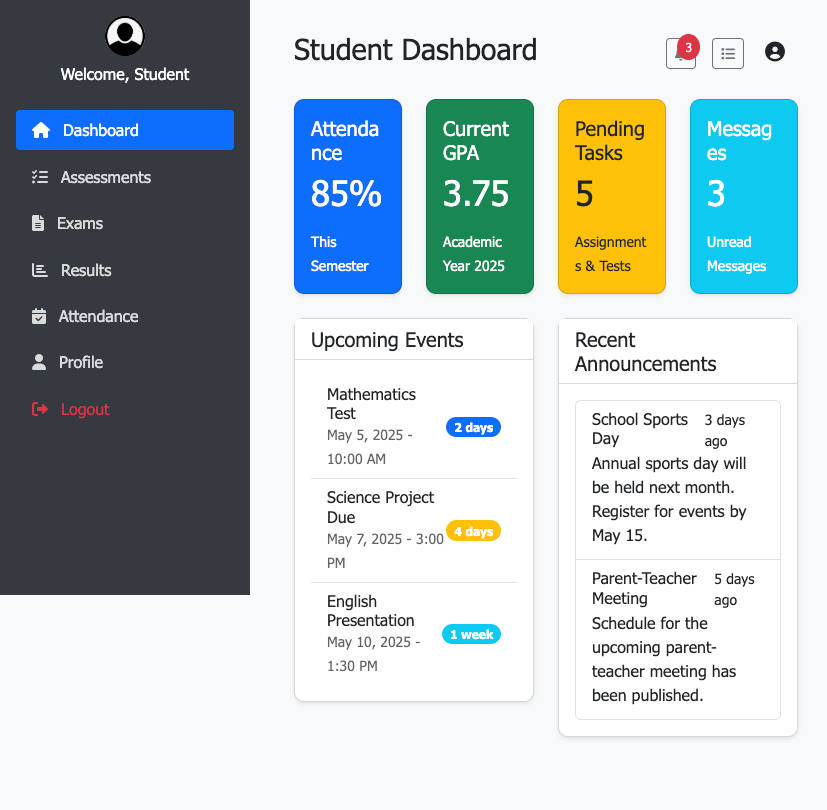 Welcome, Student
Dashboard
Assessments
Exams
Results
Attendance
Profile
Logout
Student Dashboard
3
Attenda
nce
85%
This
Semester
Current
GPA
3.75
Academic
Year 2025
Pending
Tasks
5
Assignment
s & Tests
Messag
es
3
Unread
Messages
Upcoming Events
Mathematics
Test
May 5, 2025 -
10:00 AM
2 days
Science Project
Due
May 7, 2025 - 3:00
PM
4 days
English
Presentation
May 10, 2025 -
1:30 PM
1 week
Recent
Announcements
School Sports
Day
3 days
ago
Annual sports day will
be held next month.
Register for events by
May 15.
Parent-Teacher
Meeting
5 days
ago
Schedule for the
upcoming parent-
teacher meeting has
been published.